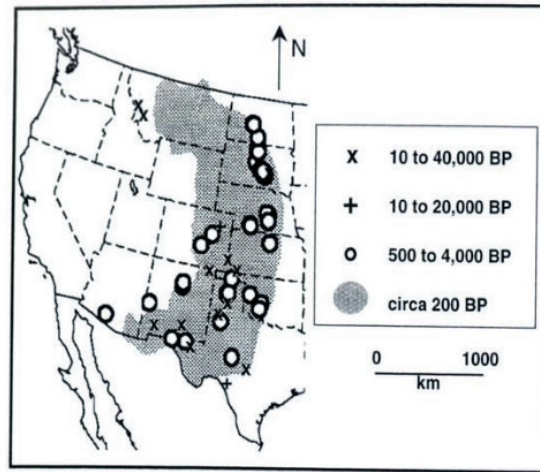 N
x 10 to 40,000 BP
+ 10 to 20,000 BP
o 500 to 4,000 BP
circa 200 BP
0 1000
km